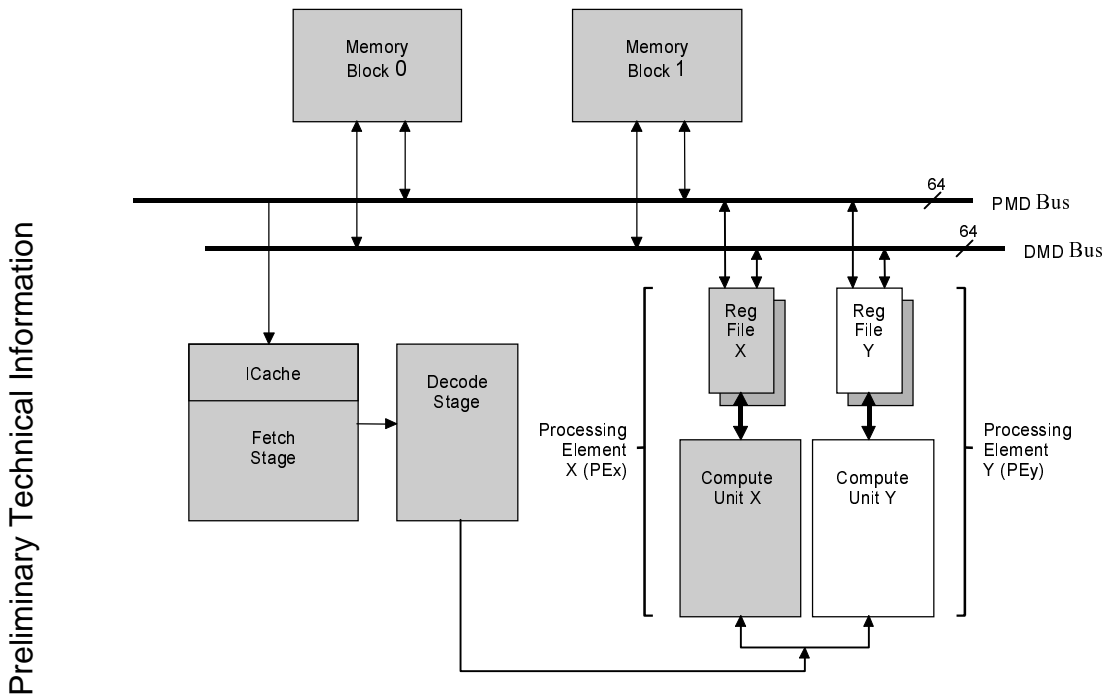 Memory
Block 0
Memory
Block 1
64
PMD Bus
64
DMD Bus
Preliminary Technical Information
Reg
File
X
Reg
File
Y
ICache
Fetch
Stage
Decode
Stage
Processing
Element
X (PEx)
Compute
Unit X
Compute
Unit Y
Processing
Element
Y (PEy)